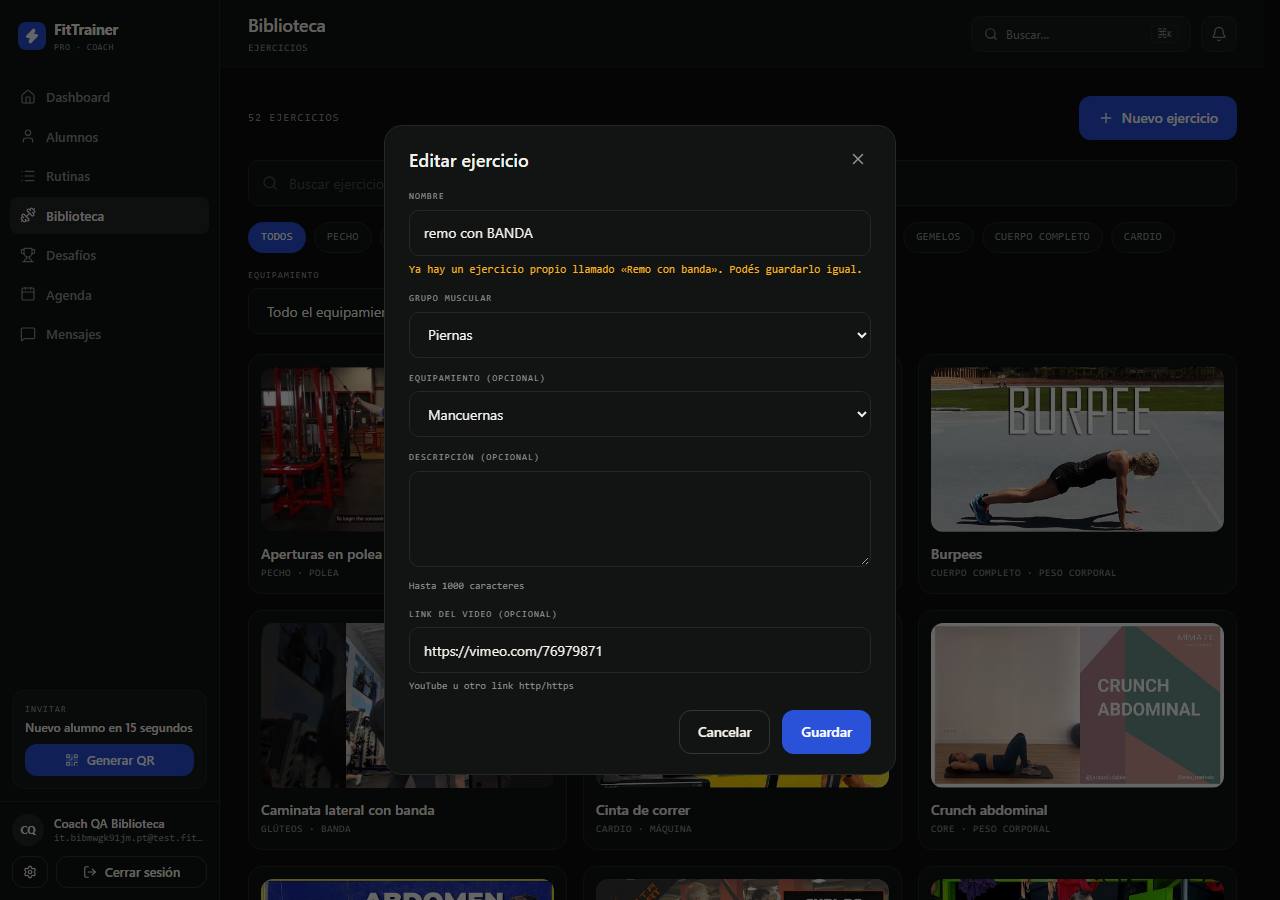 FitTrainer
PRO · COACH
Dashboard
Alumnos
Rutinas
Biblioteca
Desafíos
Agenda
Mensajes
INVITAR
Nuevo alumno en 15 segundos
Generar QR
CQ
Coach QA Biblioteca
it.bibmwgk91jm.pt@test.fit…
Cerrar sesión
Biblioteca
EJERCICIOS
Buscar...
⌘K
52 EJERCICIOS
Nuevo ejercicio
Buscar ejercicio
TODOS
PECHO
GEMELOS
CUERPO COMPLETO
CARDIO
EQUIPAMIENTO
Todo el equipamien
Editar ejercicio
NOMBRE
remo con BANDA
Ya hay un ejercicio propio llamado «Remo con banda». Podés guardarlo igual.
GRUPO MUSCULAR
Piernas
EQUIPAMIENTO (OPCIONAL)
Mancuernas
DESCRIPCIÓN (OPCIONAL)
Hasta 1000 caracteres
LINK DEL VIDEO (OPCIONAL)
https://vimeo.com/76979871
YouTube u otro link http/https
Cancelar
Guardar
Aperturas en polea
PECHO · POLEA
BURPEE
Burpees
CUERPO COMPLETO · PESO CORPORAL
Caminata lateral con banda
GLÚTEOS · BANDA
Cinta de correr
CARDIO · MÁQUINA
CRUNCH
ABDOMINAL
Crunch abdominal
CORE · PESO CORPORAL
ABDOMEN